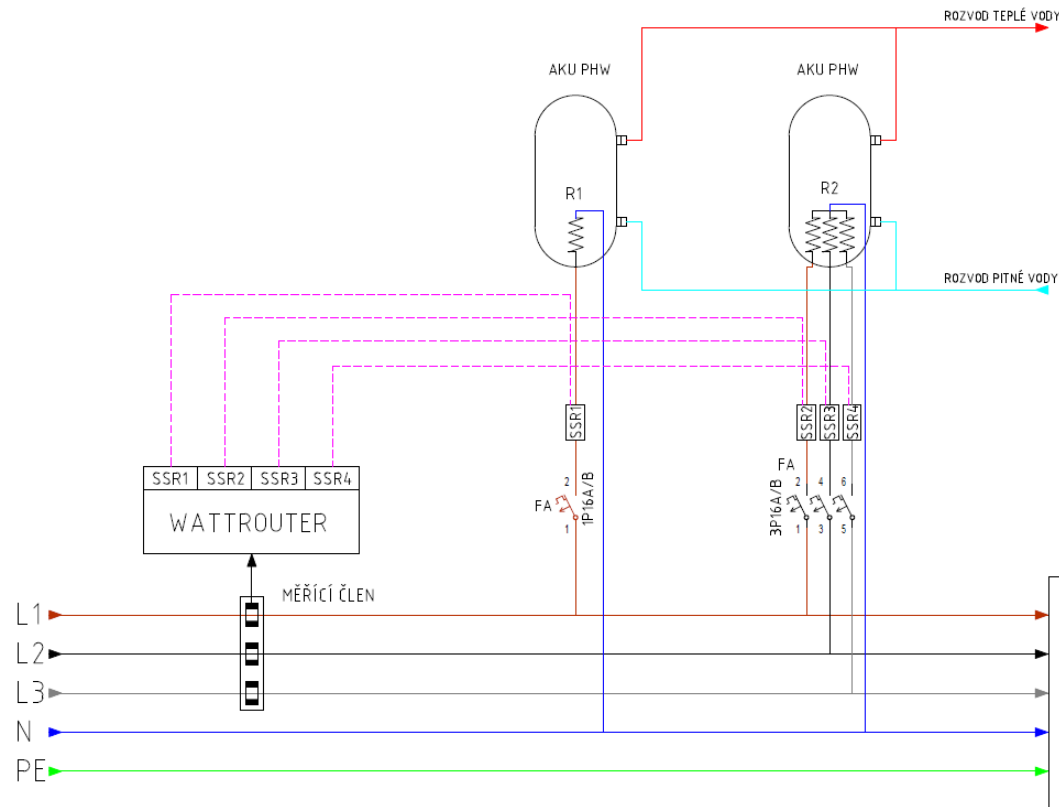 ROZVOD TEPLÉ VODY
AKU PHW
AKU PHW
R1
R2
ROZVOD PITNÉ VODY
SSR1
SSR2
SSR3
SSR4
SSR1 SSR2 SSR3 SSR4
WATTROUTER
FA
2
1
1P16A/B
FA
2 4 6
1 3 5
3P16A/B
MĚŘÍCÍ ČLEN
L1
L2
L3
N
PE